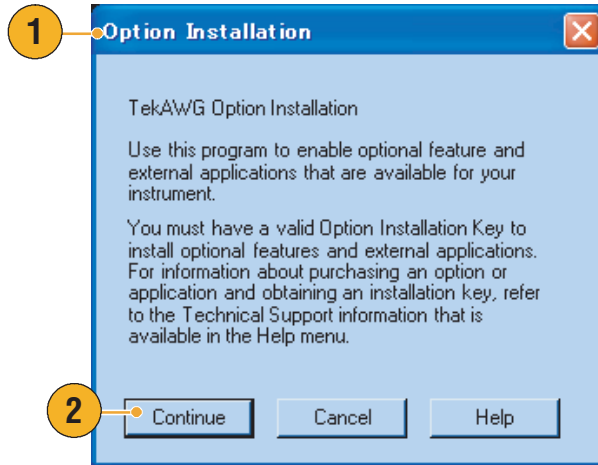 1
Option Installation
TekAWG Option Installation
Use this program to enable optional feature and
external applications that are available for your
instrument.
You must have a valid Option Installation Key to
install optional features and external applications.
For information about purchasing an option or
application and obtaining an installation key, refer
to the Technical Support information that is
available in the Help menu.
2
Continue Cancel Help